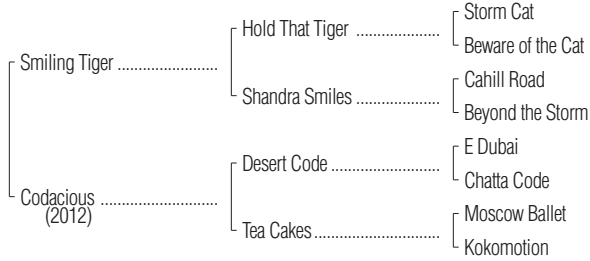 Storm Cat
Hold That Tiger ...................
Beware of the Cat
Smiling Tiger .......................
Cahill Road
Shandra Smiles ...................
Beyond the Storm
E Dubai
Desert Code .........................
Chatta Code
Codacious ...........................
(2012)
Moscow Ballet
Tea Cakes .............................
Kokomotion